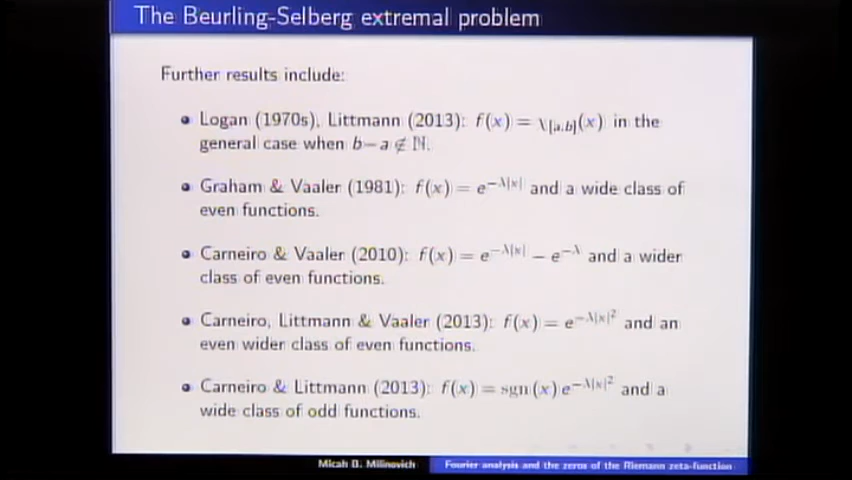 The Beurling-Selberg extremal problem
Further results include:
• Logan (1970s), Littmann (2013): f(x) = χ[a,b](x) in the
general case when b−a ∉ ℕ.
• Graham & Vaaler (1981): f(x) = e^{−λ|x|} and a wide class of
even functions.
• Carneiro & Vaaler (2010): f(x) = e^{−λ|x|} − e^{−λ} and a wider
class of even functions.
• Carneiro, Littmann & Vaaler (2013): f(x) = e^{−λ|x|²} and an
even wider class of even functions.
• Carneiro & Littmann (2013): f(x) = sgn(x) e^{−λ|x|²} and a
wide class of odd functions.
Micah B. Milinovich Fourier analysis and the zeros of the Riemann zeta-function